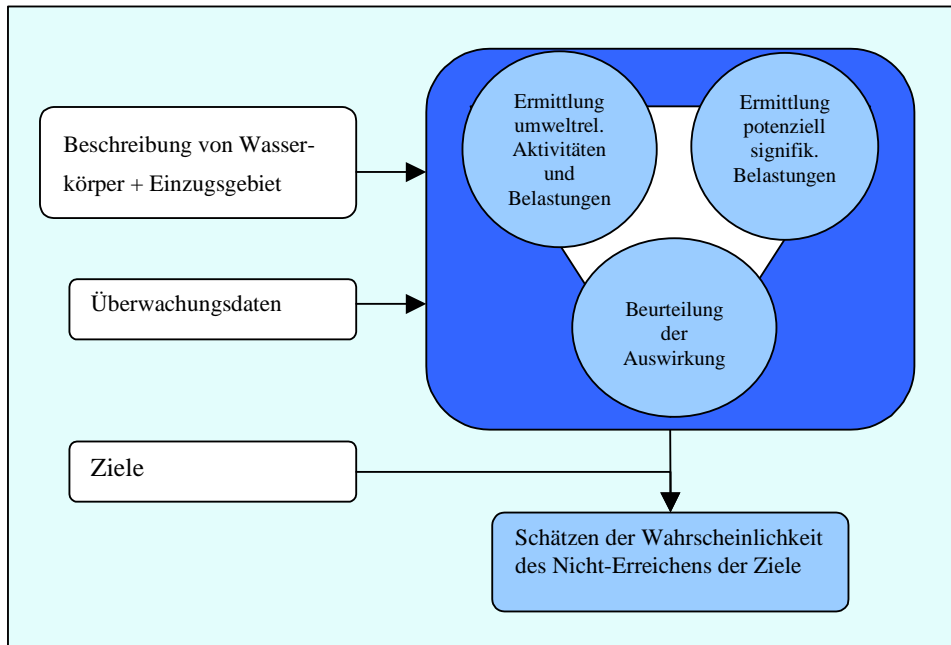 Beschreibung von Wasser-
körper + Einzugsgebiet
Überwachungsdaten
Ziele
Ermittlung
umweltrel.
Aktivitäten
und
Belastungen
Ermittlung
potenziell
signifik.
Belastungen
Beurteilung
der
Auswirkung
Schätzen der Wahrscheinlichkeit
des Nicht-Erreichens der Ziele